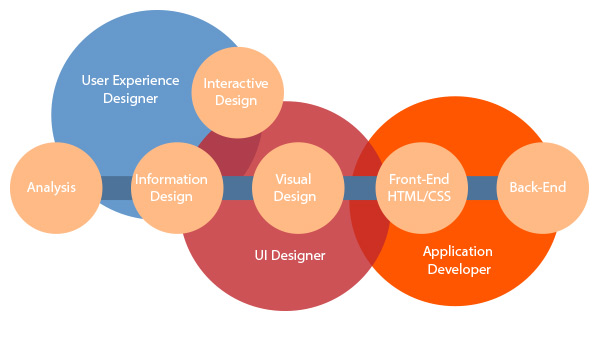 User Experience
Designer
Interactive
Design
Analysis
Information
Design
Visual
Design
Front-End
HTML/CSS
Back-End
UI Designer
Application
Developer